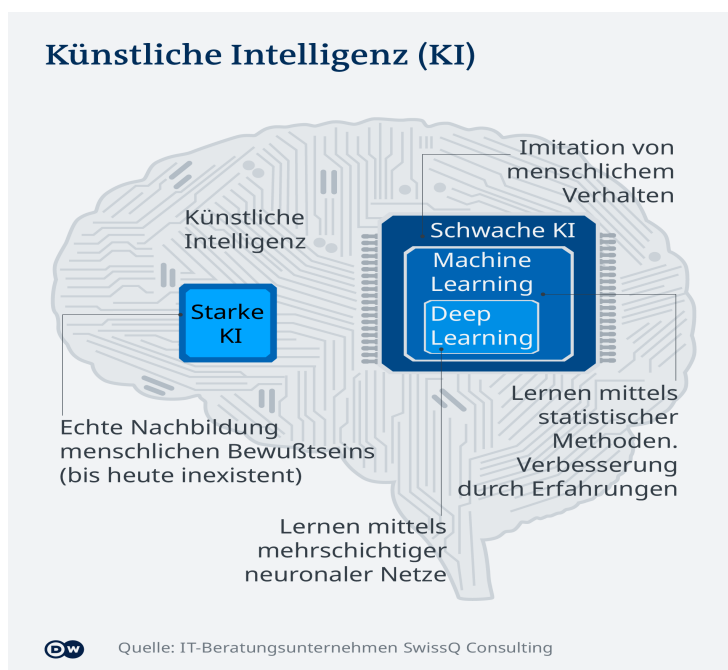 Künstliche Intelligenz (KI)
Imitation von
menschlichem
Verhalten
Künstliche
Intelligenz
Schwache KI
Machine
Learning
Deep
Learning
Starke
KI
Echte Nachbildung
menschlichen Bewußtseins
(bis heute inexistent)
Lernen mittels
statistischer
Methoden.
Verbesserung
durch Erfahrungen
Lernen mittels
mehrschichtiger
neuronaler Netze
DW
Quelle: IT-Beratungsunternehmen SwissQ Consulting